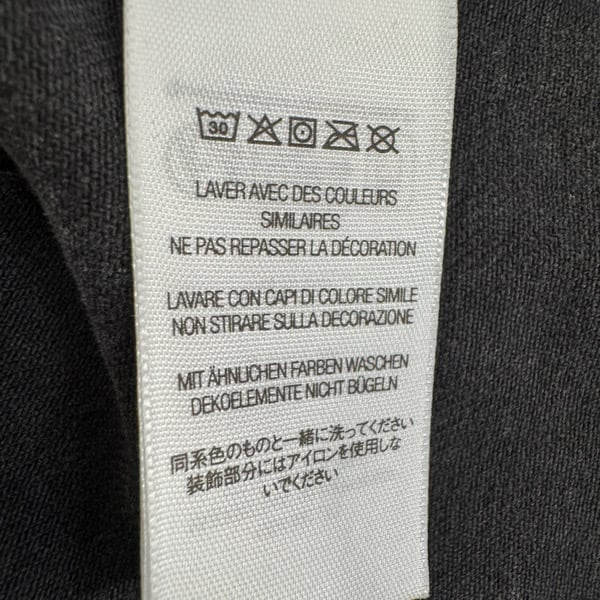 30
LAVER AVEC DES COULEURS
SIMILAIRES
NE PAS REPASSER LA DÉCORATION
LAVARE CON CAPI DI COLORE SIMILE
NON STIRARE SULLA DECORAZIONE
MIT ÄHNLICHEN FARBEN WASCHEN
DEKOELEMENTE NICHT BÜGELN
同系色のものと一緒に洗ってください
装飾部分にはアイロンを使用しな
いでください